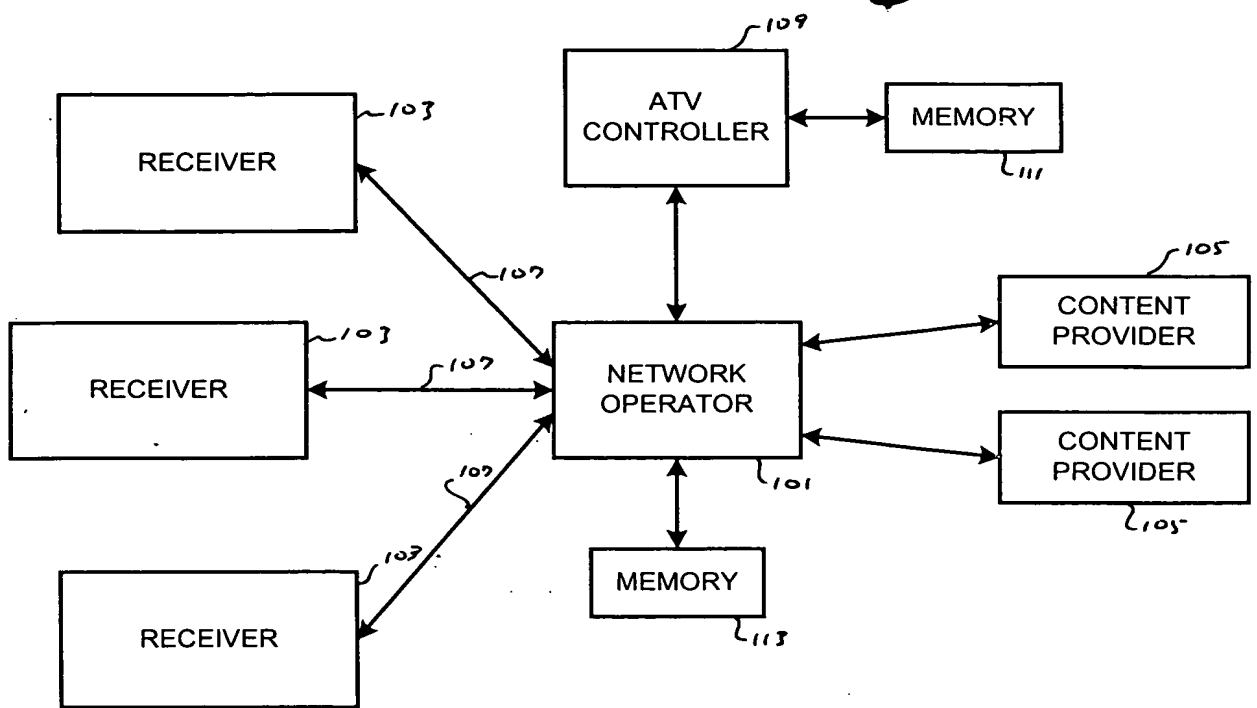 109
ATV
CONTROLLER
MEMORY
111
103
RECEIVER
107
105
CONTENT
PROVIDER
103
RECEIVER
107
NETWORK
OPERATOR
101
CONTENT
PROVIDER
105
107
103
RECEIVER
MEMORY
113